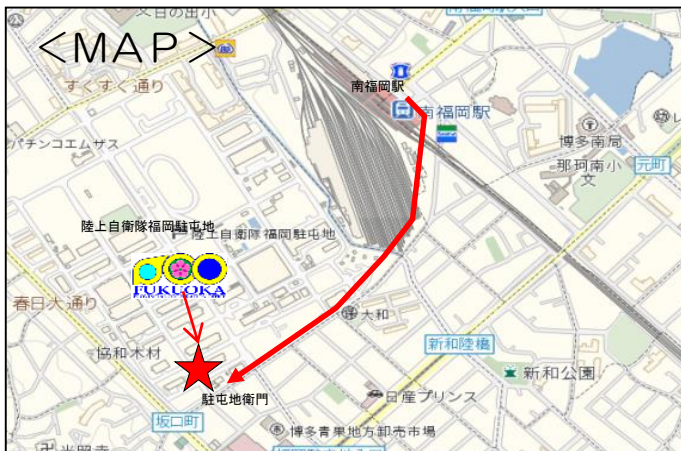 <MAP>
日の出小
すくすく通り
南福岡駅
南福岡駅
パチンコエムザス
博多南局
那珂南小
文
元町
陸上自衛隊福岡駐屯地
陸上自衛隊福岡駐屯地
FUKUOKA
春日大通り
大和
協和木材
新和陸橋
新和公園
駐屯地衛門
日産プリンス
坂口町
博多青果地方卸売市場